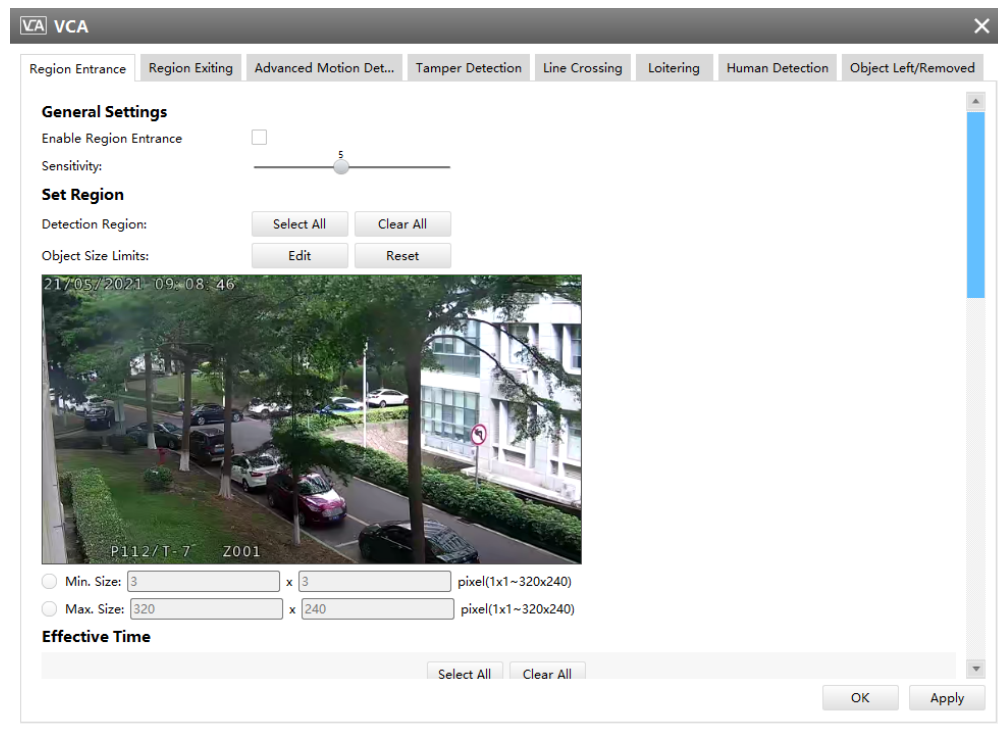 VCA VCA
Region Entrance Region Exiting Advanced Motion Det... Tamper Detection Line Crossing Loitering Human Detection Object Left/Removed
General Settings
Enable Region Entrance
5
Sensitivity:
Set Region
Detection Region: Select All Clear All
Object Size Limits: Edit Reset
21/05/2021 09:08:46
P112/T-7 Z001
Min. Size: 3 x 3 pixel(1x1~320x240)
Max. Size: 320 x 240 pixel(1x1~320x240)
Effective Time
Select All Clear All
OK Apply